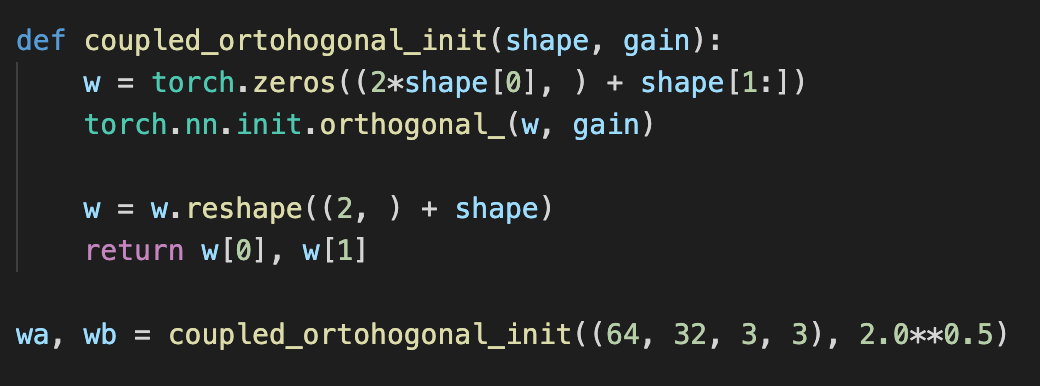 def coupled_ortohogonal_init(shape, gain):
    w = torch.zeros((2*shape[0], ) + shape[1:])
    torch.nn.init.orthogonal_(w, gain)
    w = w.reshape((2, ) + shape)
    return w[0], w[1]
wa, wb = coupled_ortohogonal_init((64, 32, 3, 3), 2.0**0.5)